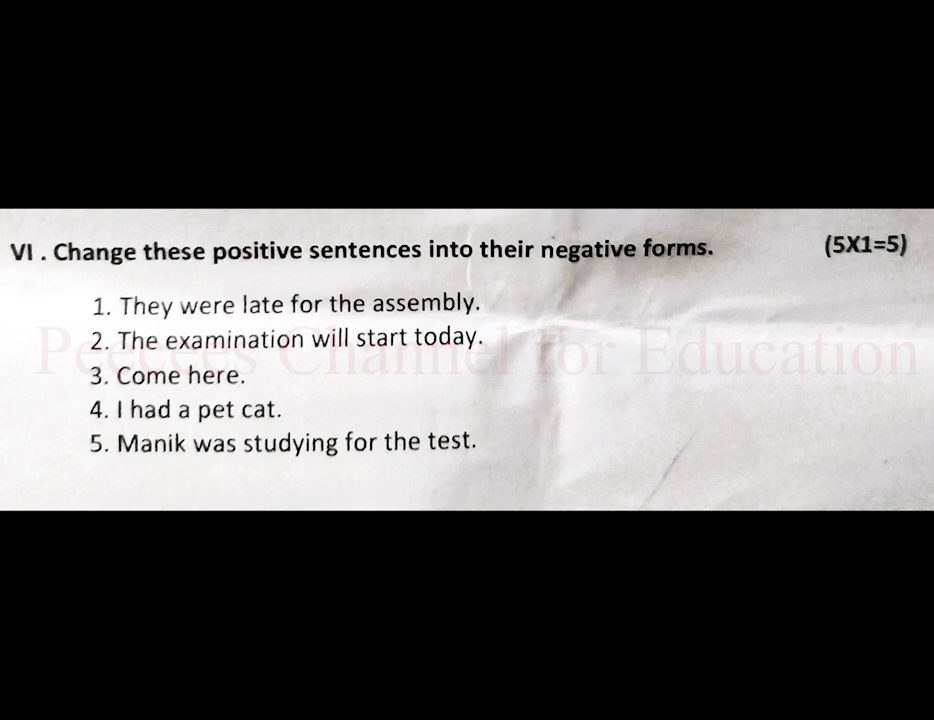 VI . Change these positive sentences into their negative forms. (5X1=5)
1. They were late for the assembly.
2. The examination will start today.
Peecees Channel for Education
3. Come here.
4. I had a pet cat.
5. Manik was studying for the test.